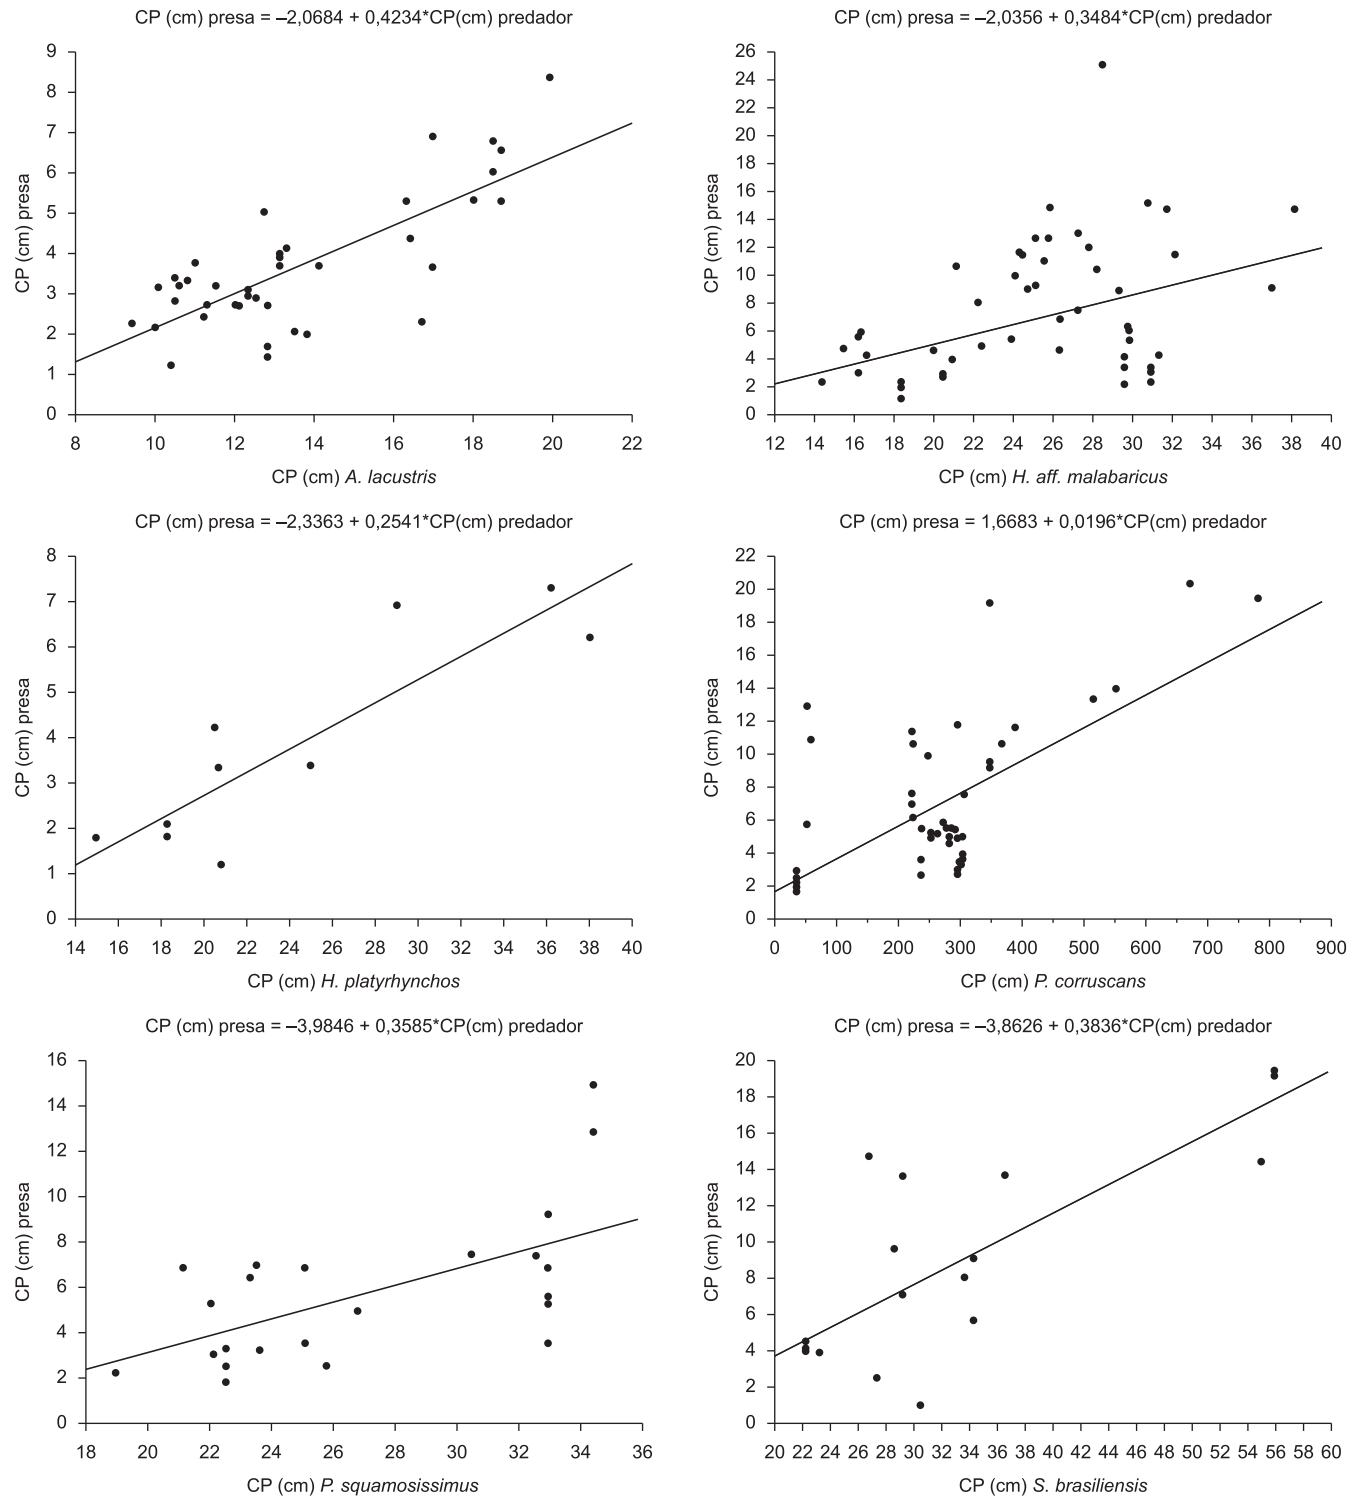 CP (cm) presa = –2,0684 + 0,4234*CP(cm) predador
9
8
7
6
5
4
3
2
1
0
CP (cm) presa
8 10 12 14 16 18 20 22
CP (cm) A. lacustris
CP (cm) presa = –2,0356 + 0,3484*CP(cm) predador
26
24
22
20
18
16
14
12
10
8
6
4
2
0
CP (cm) presa
12 14 16 18 20 22 24 26 28 30 32 34 36 38 40
CP (cm) H. aff. malabaricus
CP (cm) presa = –2,3363 + 0,2541*CP(cm) predador
8
7
6
5
4
3
2
1
0
CP (cm) presa
14 16 18 20 22 24 26 28 30 32 34 36 38 40
CP (cm) H. platyrhynchos
CP (cm) presa = 1,6683 + 0,0196*CP(cm) predador
22
20
18
16
14
12
10
8
6
4
2
0
CP (cm) presa
0 100 200 300 400 500 600 700 800 900
CP (cm) P. corruscans
CP (cm) presa = –3,9846 + 0,3585*CP(cm) predador
16
14
12
10
8
6
4
2
0
CP (cm) presa
18 20 22 24 26 28 30 32 34 36
CP (cm) P. squamosissimus
CP (cm) presa = –3,8626 + 0,3836*CP(cm) predador
20
18
16
14
12
10
8
6
4
2
0
CP (cm) presa
20 22 24 26 28 30 32 34 36 38 40 42 44 46 48 50 52 54 56 58 60
CP (cm) S. brasiliensis